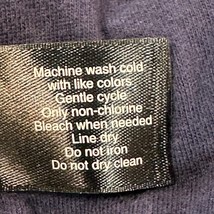 Machine wash cold
with like colors
Gentle cycle
Only non-chlorine
Bleach when needed
Line dry
Do not iron
Do not dry clean